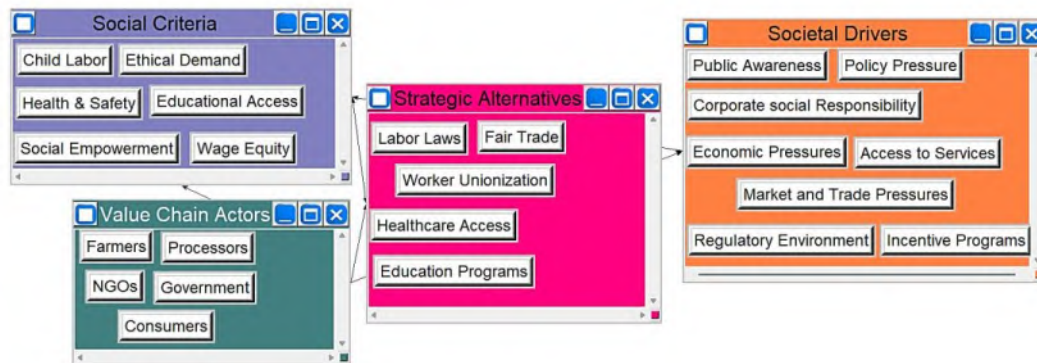 Social Criteria
Child Labor
Ethical Demand
Health & Safety
Educational Access
Social Empowerment
Wage Equity
Value Chain Actors
Farmers
Processors
NGOs
Government
Consumers
Strategic Alternatives
Labor Laws
Fair Trade
Worker Unionization
Healthcare Access
Education Programs
Societal Drivers
Public Awareness
Policy Pressure
Corporate social Responsibility
Economic Pressures
Access to Services
Market and Trade Pressures
Regulatory Environment
Incentive Programs